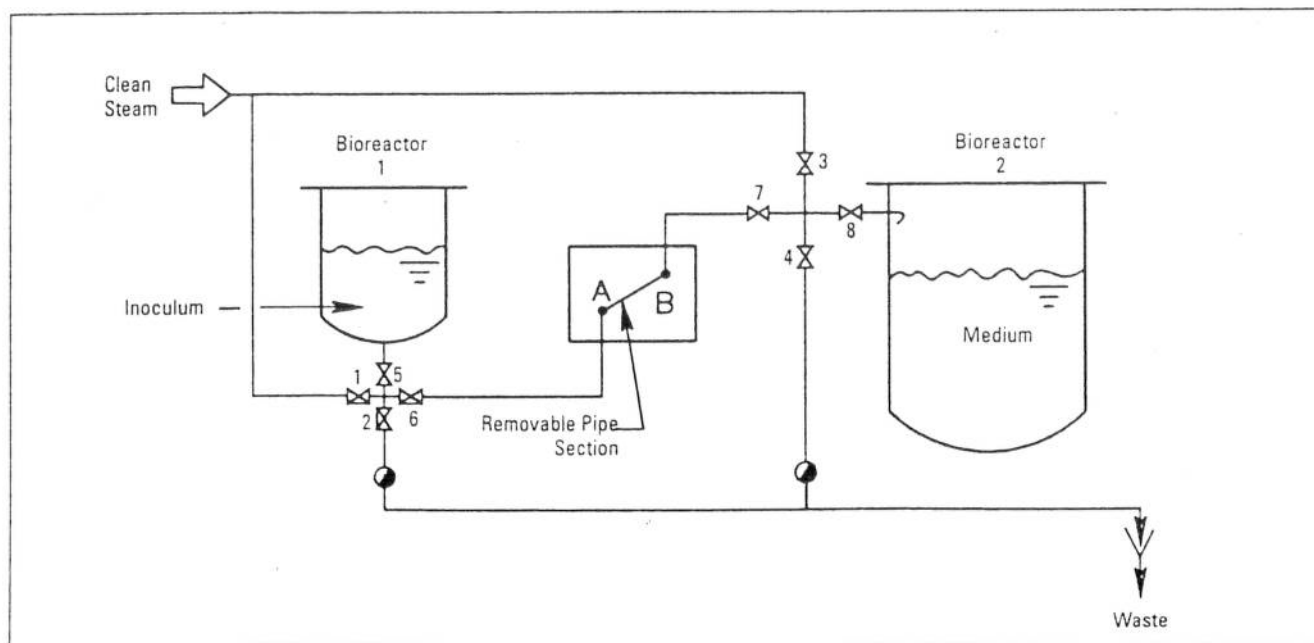 Clean
Steam
Bioreactor
1
Bioreactor
2
3
7
8
4
A
B
Inoculum
Medium
5
1
6
2
Removable Pipe
Section
Waste